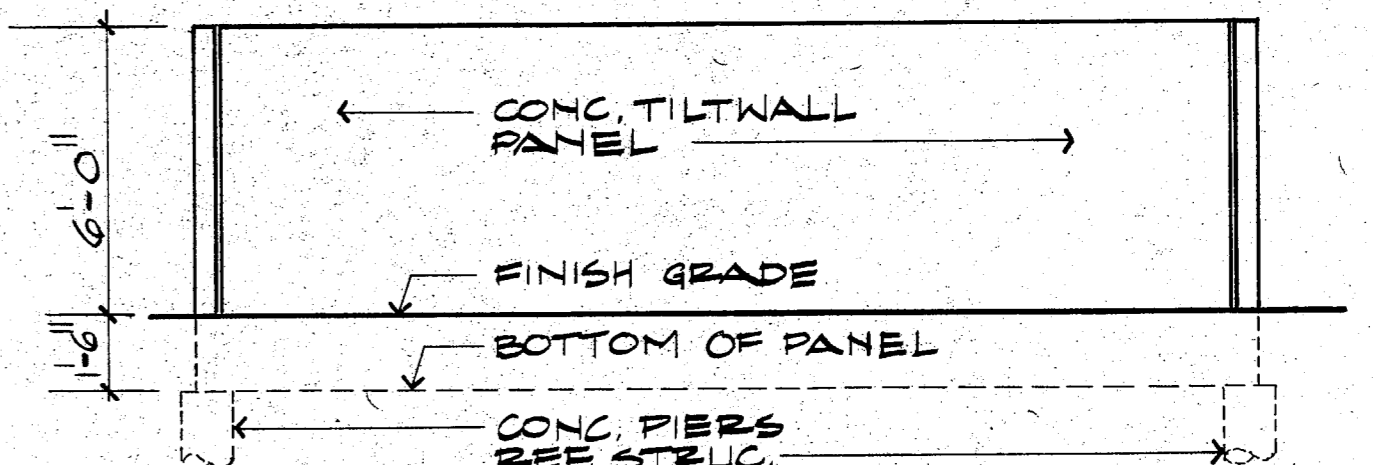 6'-0"
1'-6"
CONC. TILTWALL
PANEL
FINISH GRADE
BOTTOM OF PANEL
CONC. PIERS
REF STRUC.